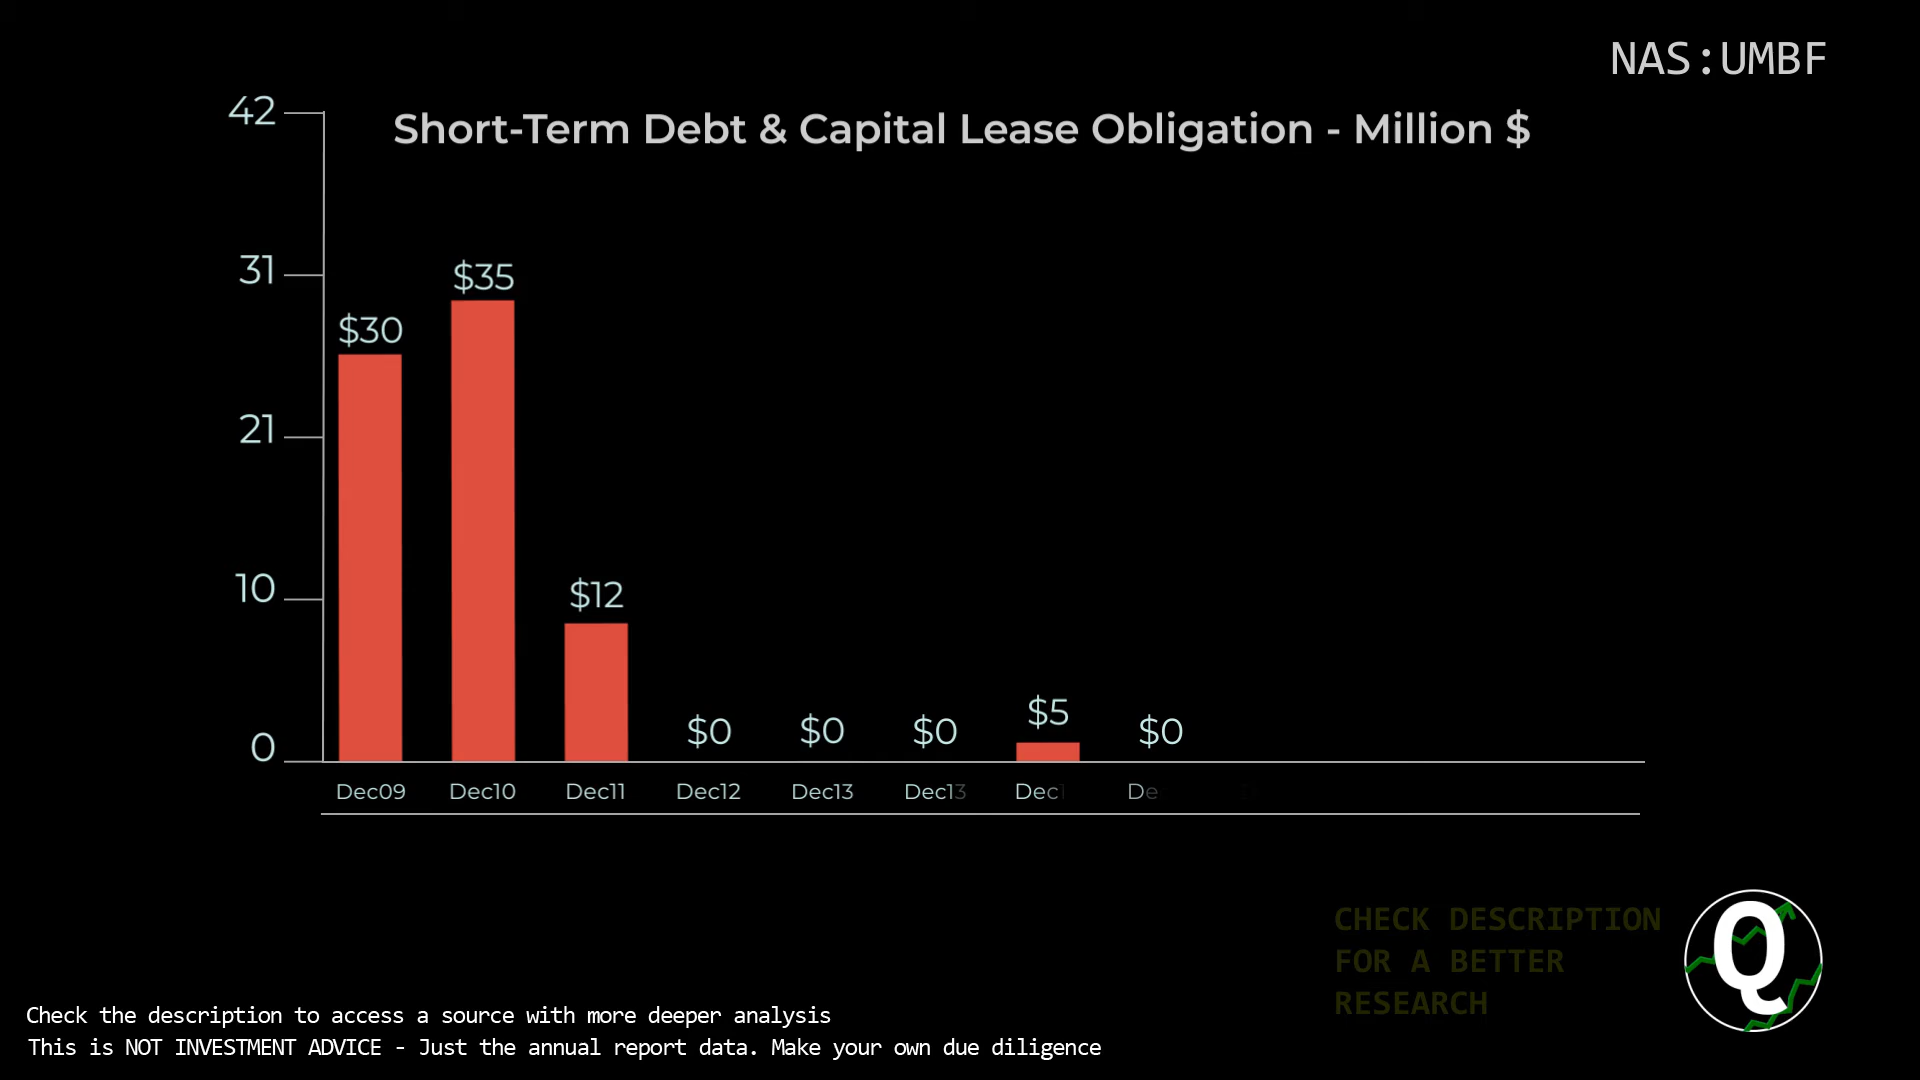 NAS:UMBF
Short-Term Debt & Capital Lease Obligation - Million $
42
31
21
10
0
$30
$35
$12
$0
$0
$0
$5
$0
Dec09
Dec10
Dec11
Dec12
Dec13
Dec13
Dec
De
CHECK DESCRIPTION
FOR A BETTER
RESEARCH
Q
Check the description to access a source with more deeper analysis
This is NOT INVESTMENT ADVICE - Just the annual report data. Make your own due diligence